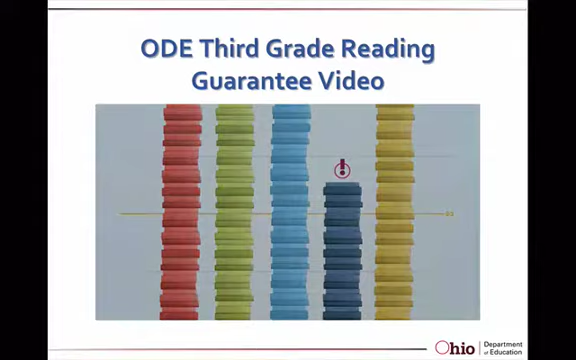 ODE Third Grade Reading
Guarantee Video
!
Ohio
Department
of Education